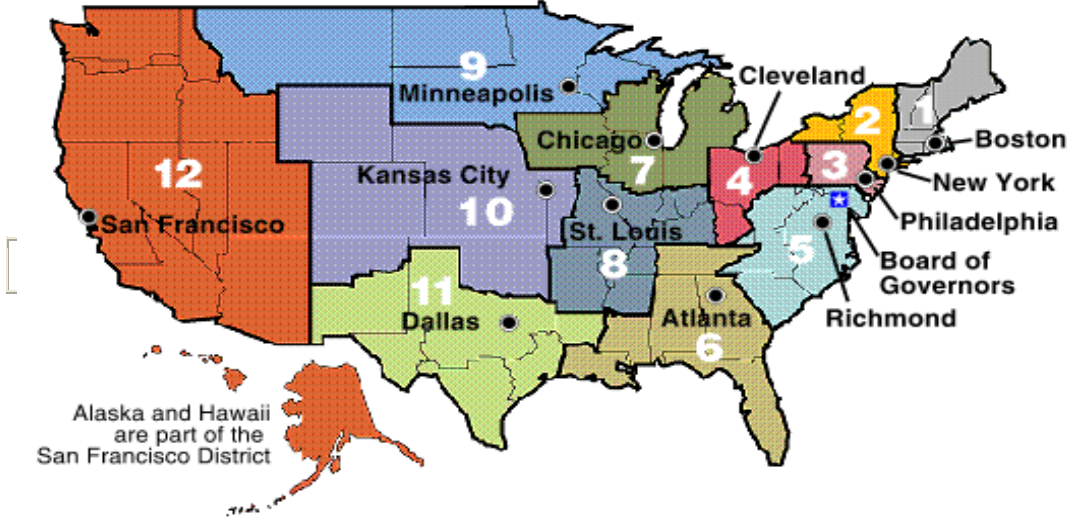 9
Minneapolis
Cleveland
2
1
Boston
Chicago
7
12
Kansas City
4
3
New York
10
San Francisco
St. Louis
8
5
Philadelphia
Board of
Governors
11
Dallas
Atlanta
6
Richmond
Alaska and Hawaii
are part of the
San Francisco District